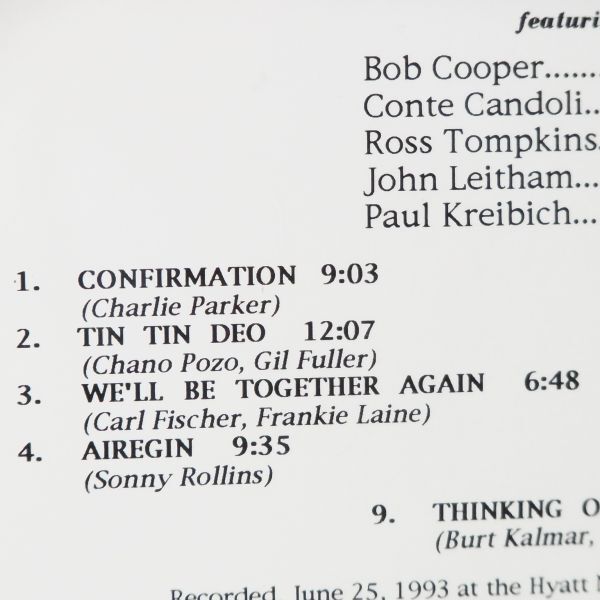 featuri
Bob Cooper.......
Conte Candoli..
Ross Tompkins.
John Leitham...
Paul Kreibich...
1. CONFIRMATION 9:03
(Charlie Parker)
2. TIN TIN DEO 12:07
(Chano Pozo, Gil Fuller)
3. WE'LL BE TOGETHER AGAIN 6:48
(Carl Fischer, Frankie Laine)
4. AIREGIN 9:35
(Sonny Rollins)
9. THINKING O
(Burt Kalmar,
Recorded, June 25, 1993 at the Hyatt